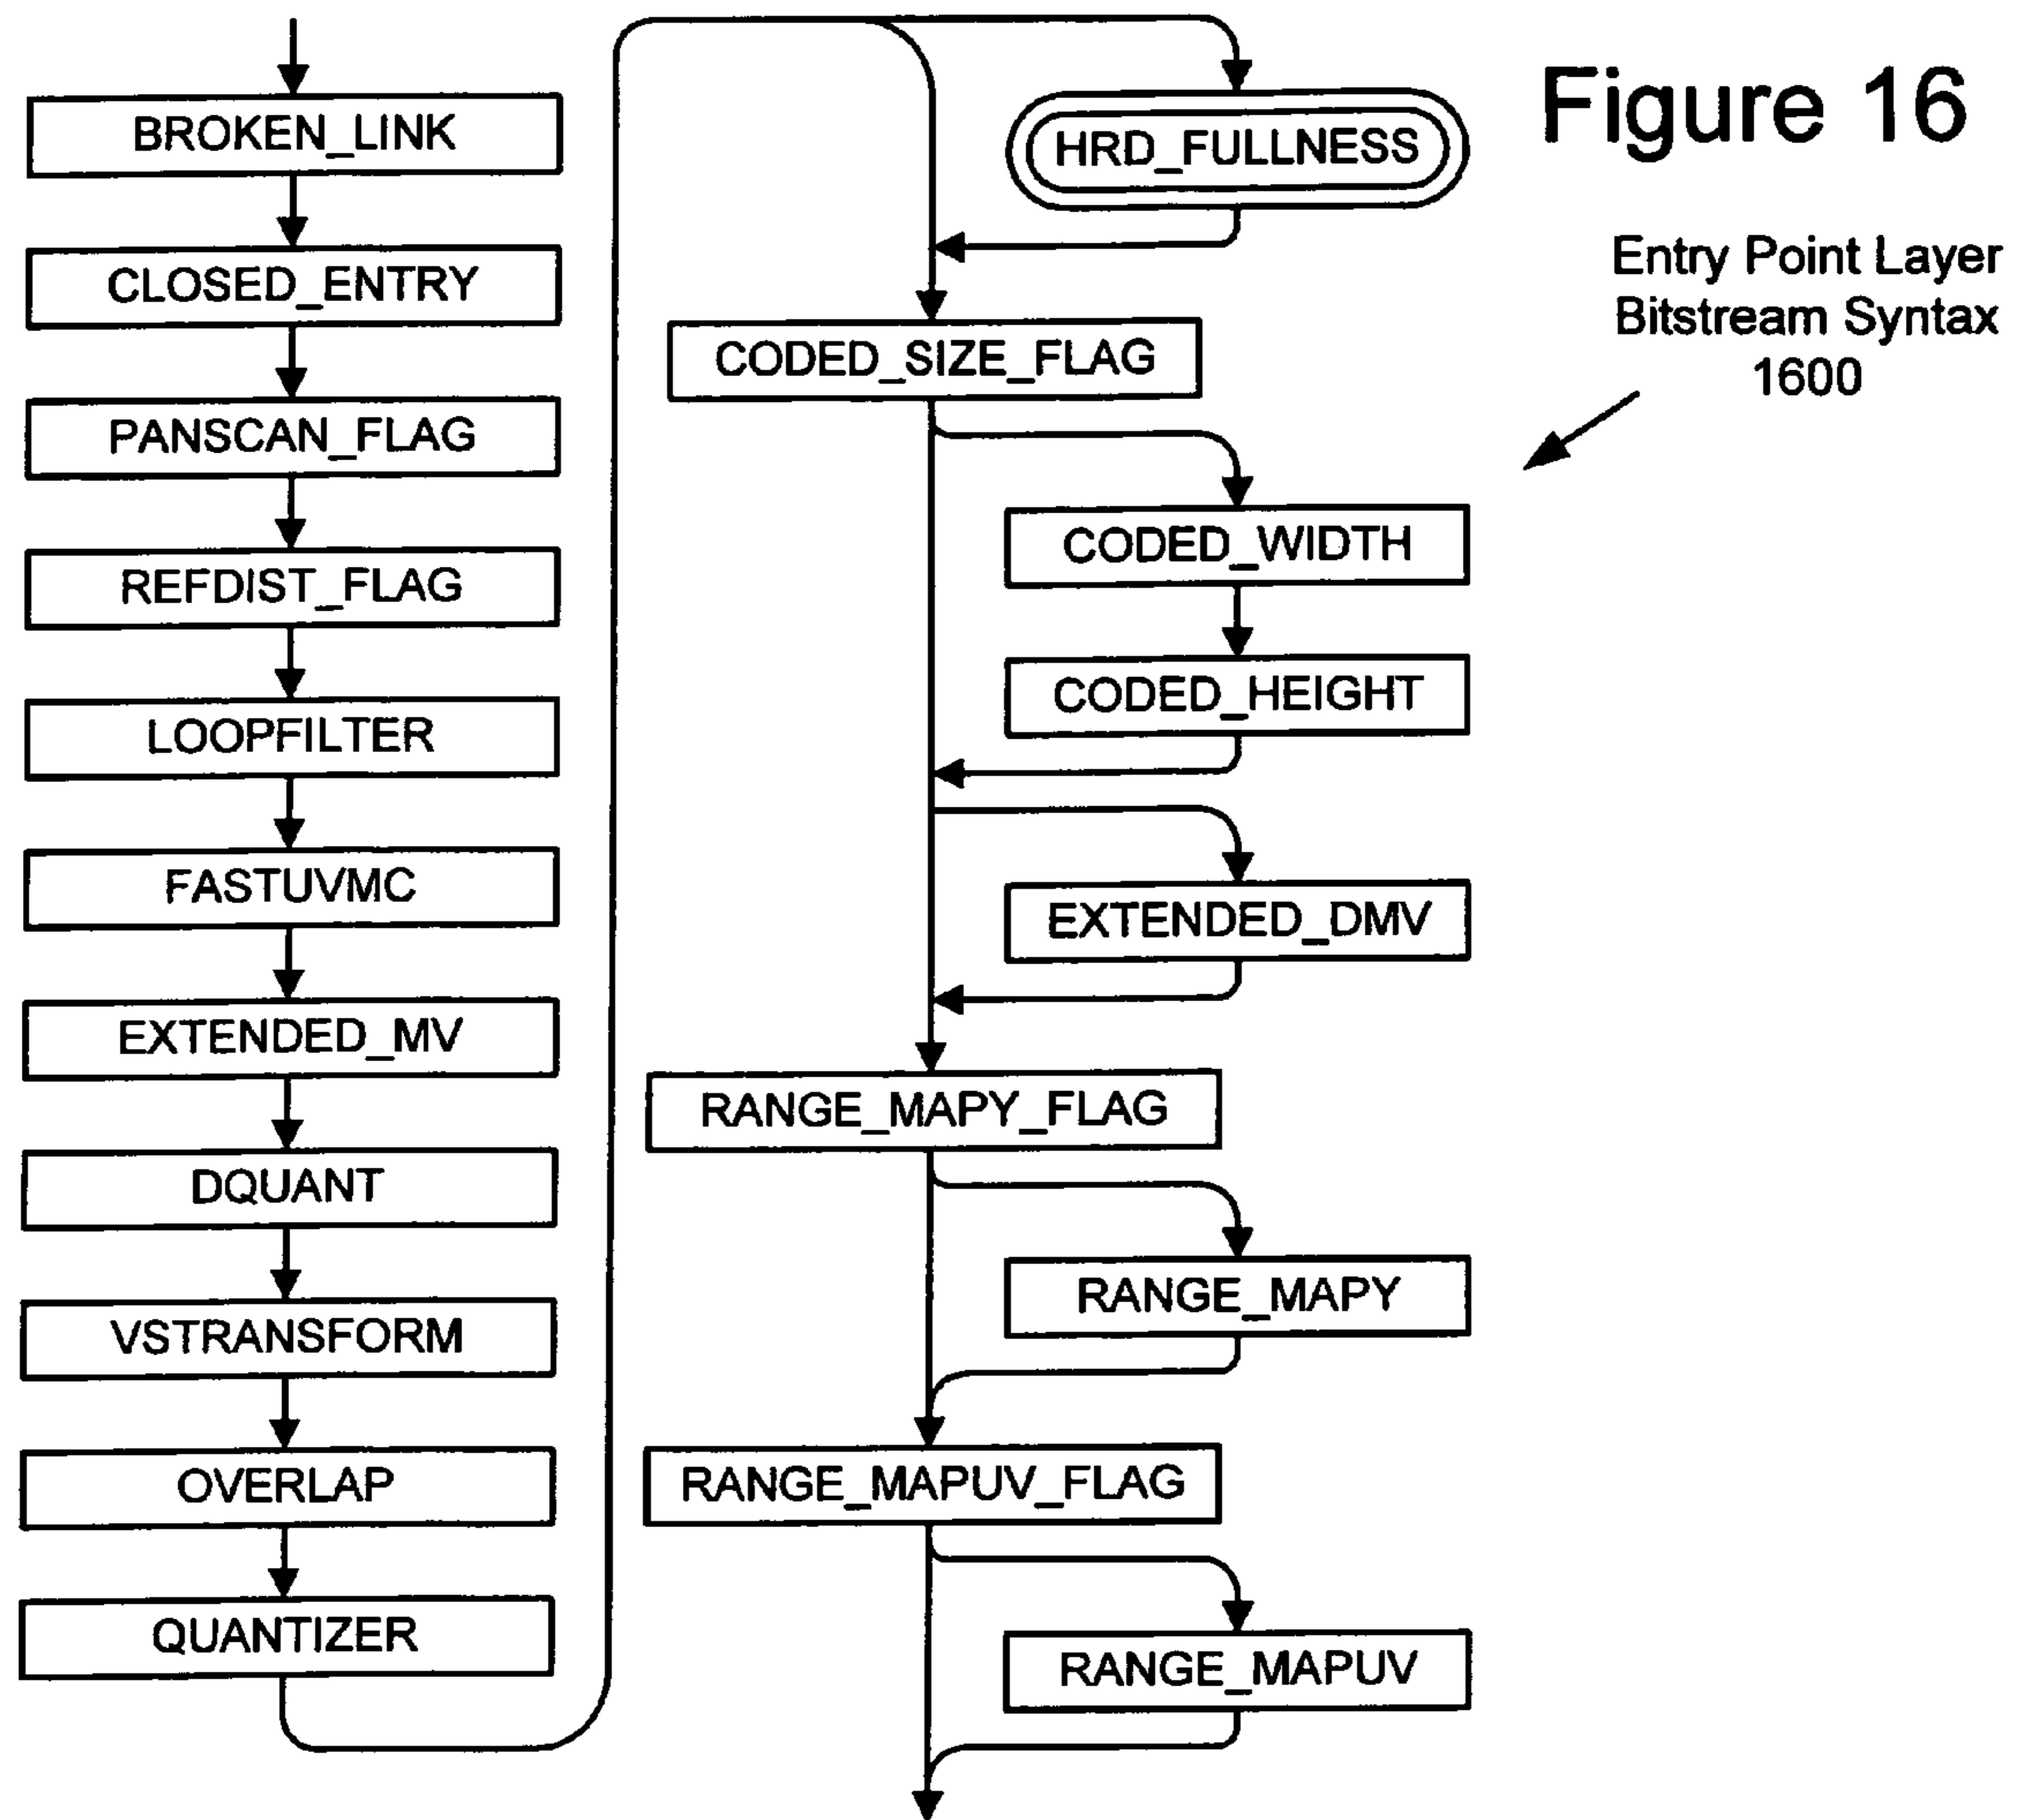 Figure 16
Entry Point Layer
Bitstream Syntax
1600
BROKEN_LINK
CLOSED_ENTRY
PANSCAN_FLAG
REFDIST_FLAG
LOOPFILTER
FASTUVMC
EXTENDED_MV
DQUANT
VSTRANSFORM
OVERLAP
QUANTIZER
HRD_FULLNESS
CODED_SIZE_FLAG
CODED_WIDTH
CODED_HEIGHT
EXTENDED_DMV
RANGE_MAPY_FLAG
RANGE_MAPY
RANGE_MAPUV_FLAG
RANGE_MAPUV